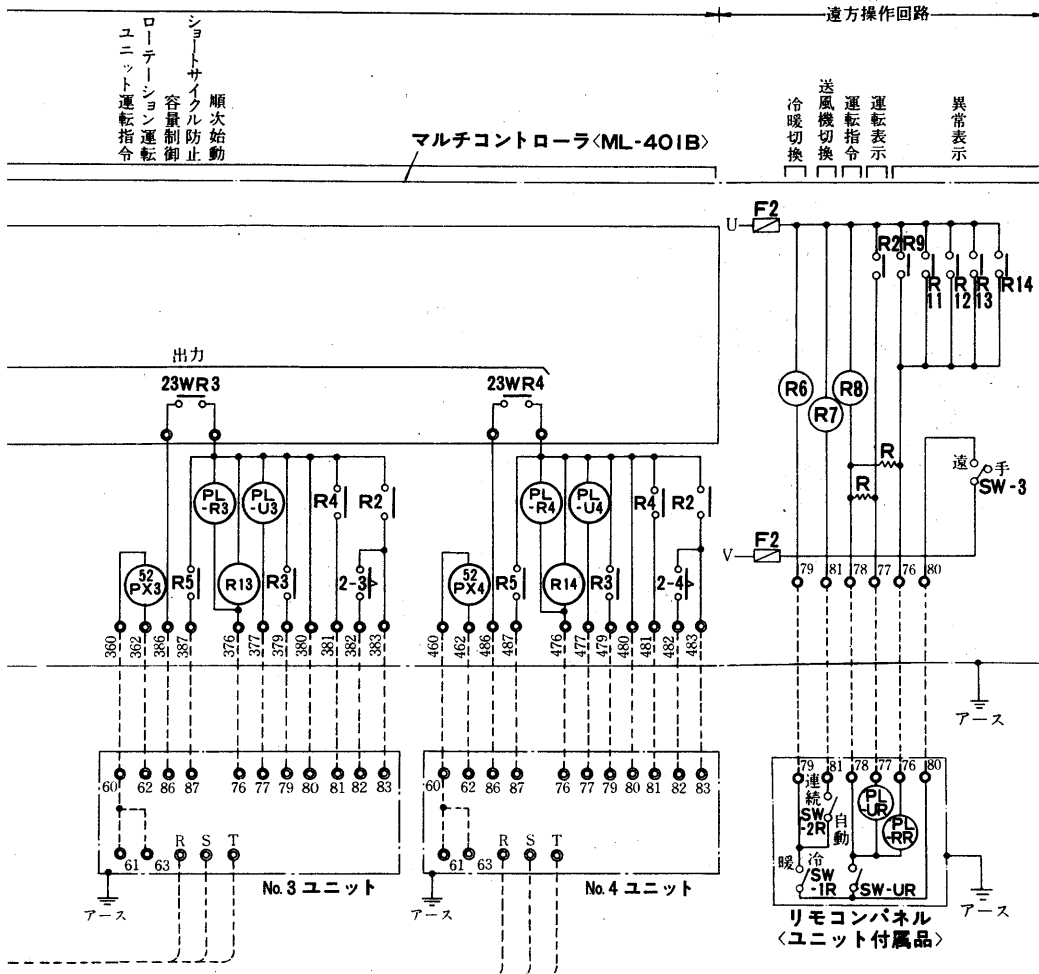 遠方操作回路
ユニット運転指令
ローテーション運転
容量制御
ショートサイクル防止
順次始動
マルチコントローラ〈ML-401B〉
冷暖切換
送風機切換
運転指令
運転表示
異常表示
U F2
R2 R9 R11 R12 R13 R14
出力
23WR3
23WR4
R6 R7 R8
R
R
遠 手
SW-3
PL-R3 PL-U3 R4 R2
PL-R4 PL-U4 R4 R2
V F2
52PX3 R5 R13 R3 2-3
52PX4 R5 R14 R3 2-4
79 81 78 77 76 80
360 362 386 387 376 377 379 380 381 382 383
460 462 486 487 476 477 479 480 481 482 483
アース
60 62 86 87 76 77 79 80 81 82 83
60 62 86 87 76 77 79 80 81 82 83
79 81 78 77 76 80
連続
SW-2R
自動
PL-UR
PL-RR
61 63 R S T
61 63 R S T
暖 冷
SW-1R
SW-UR
No.3 ユニット
No.4 ユニット
アース
アース
アース
リモコンパネル
〈ユニット付属品〉